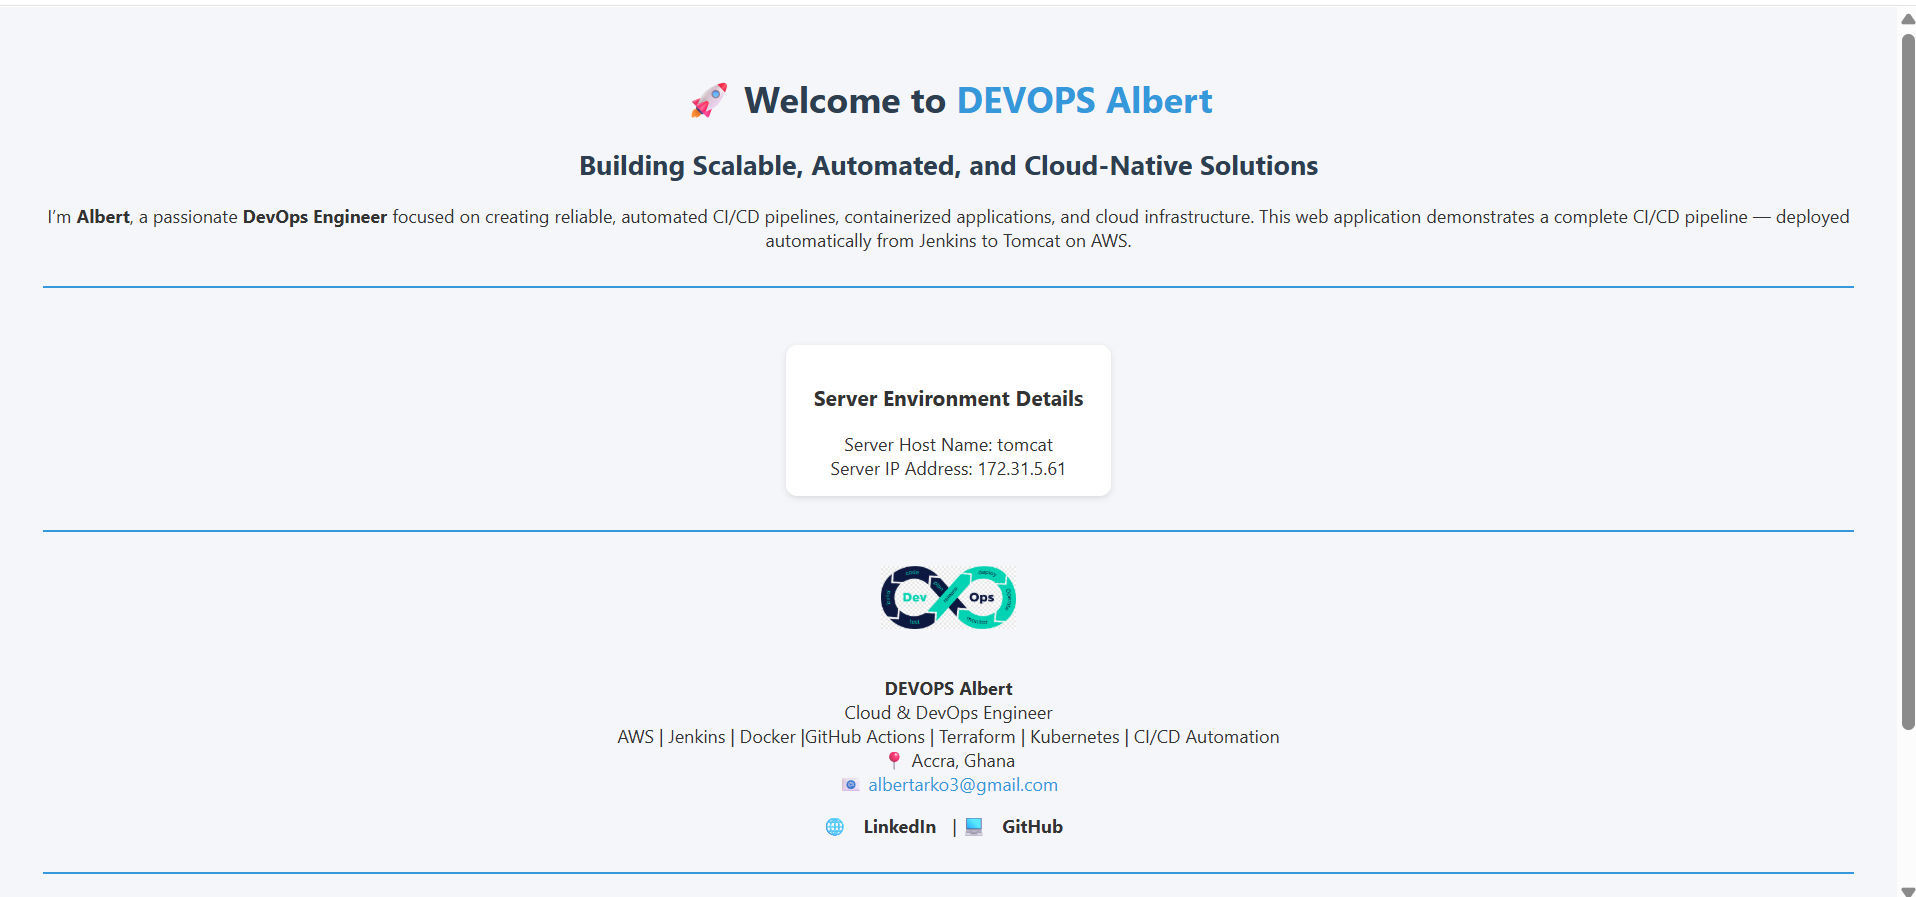 🚀 Welcome to DEVOPS Albert
Building Scalable, Automated, and Cloud-Native Solutions
I’m Albert, a passionate DevOps Engineer focused on creating reliable, automated CI/CD pipelines, containerized applications, and cloud infrastructure. This web application demonstrates a complete CI/CD pipeline — deployed
automatically from Jenkins to Tomcat on AWS.
Server Environment Details
Server Host Name: tomcat
Server IP Address: 172.31.5.61
Dev Ops
DEVOPS Albert
Cloud & DevOps Engineer
AWS | Jenkins | Docker |GitHub Actions | Terraform | Kubernetes | CI/CD Automation
📍 Accra, Ghana
📧 albertarko3@gmail.com
🌐 LinkedIn | 💻 GitHub